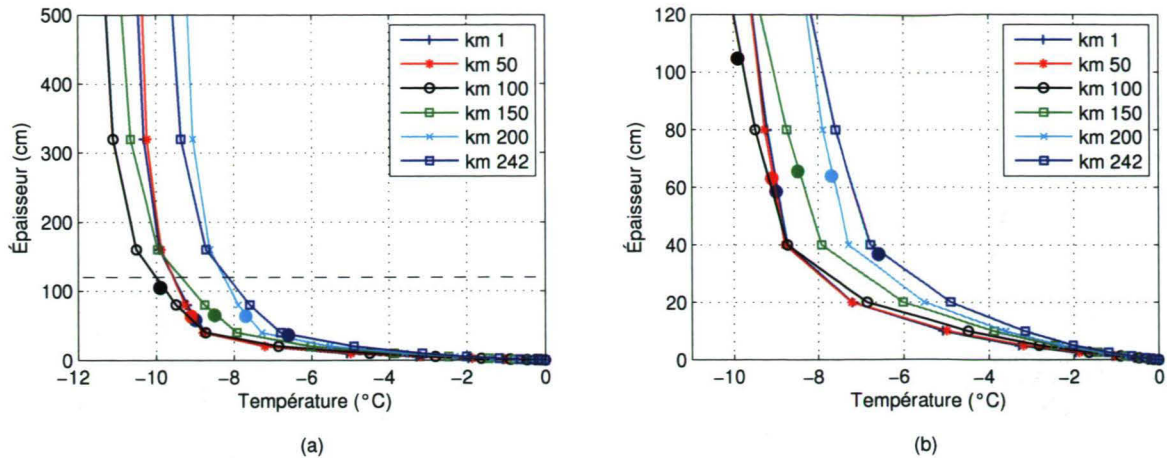 500
400
300
200
100
0
Épaisseur (cm)
−12
−10
−8
−6
−4
−2
0
Température (°C)
km 1
km 50
km 100
km 150
km 200
km 242
(a)
120
100
80
60
40
20
0
Épaisseur (cm)
−10
−8
−6
−4
−2
0
Température (°C)
km 1
km 50
km 100
km 150
km 200
km 242
(b)